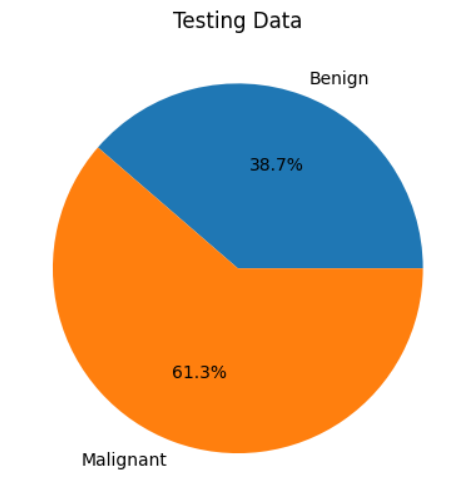 Testing Data
Benign
38.7%
61.3%
Malignant